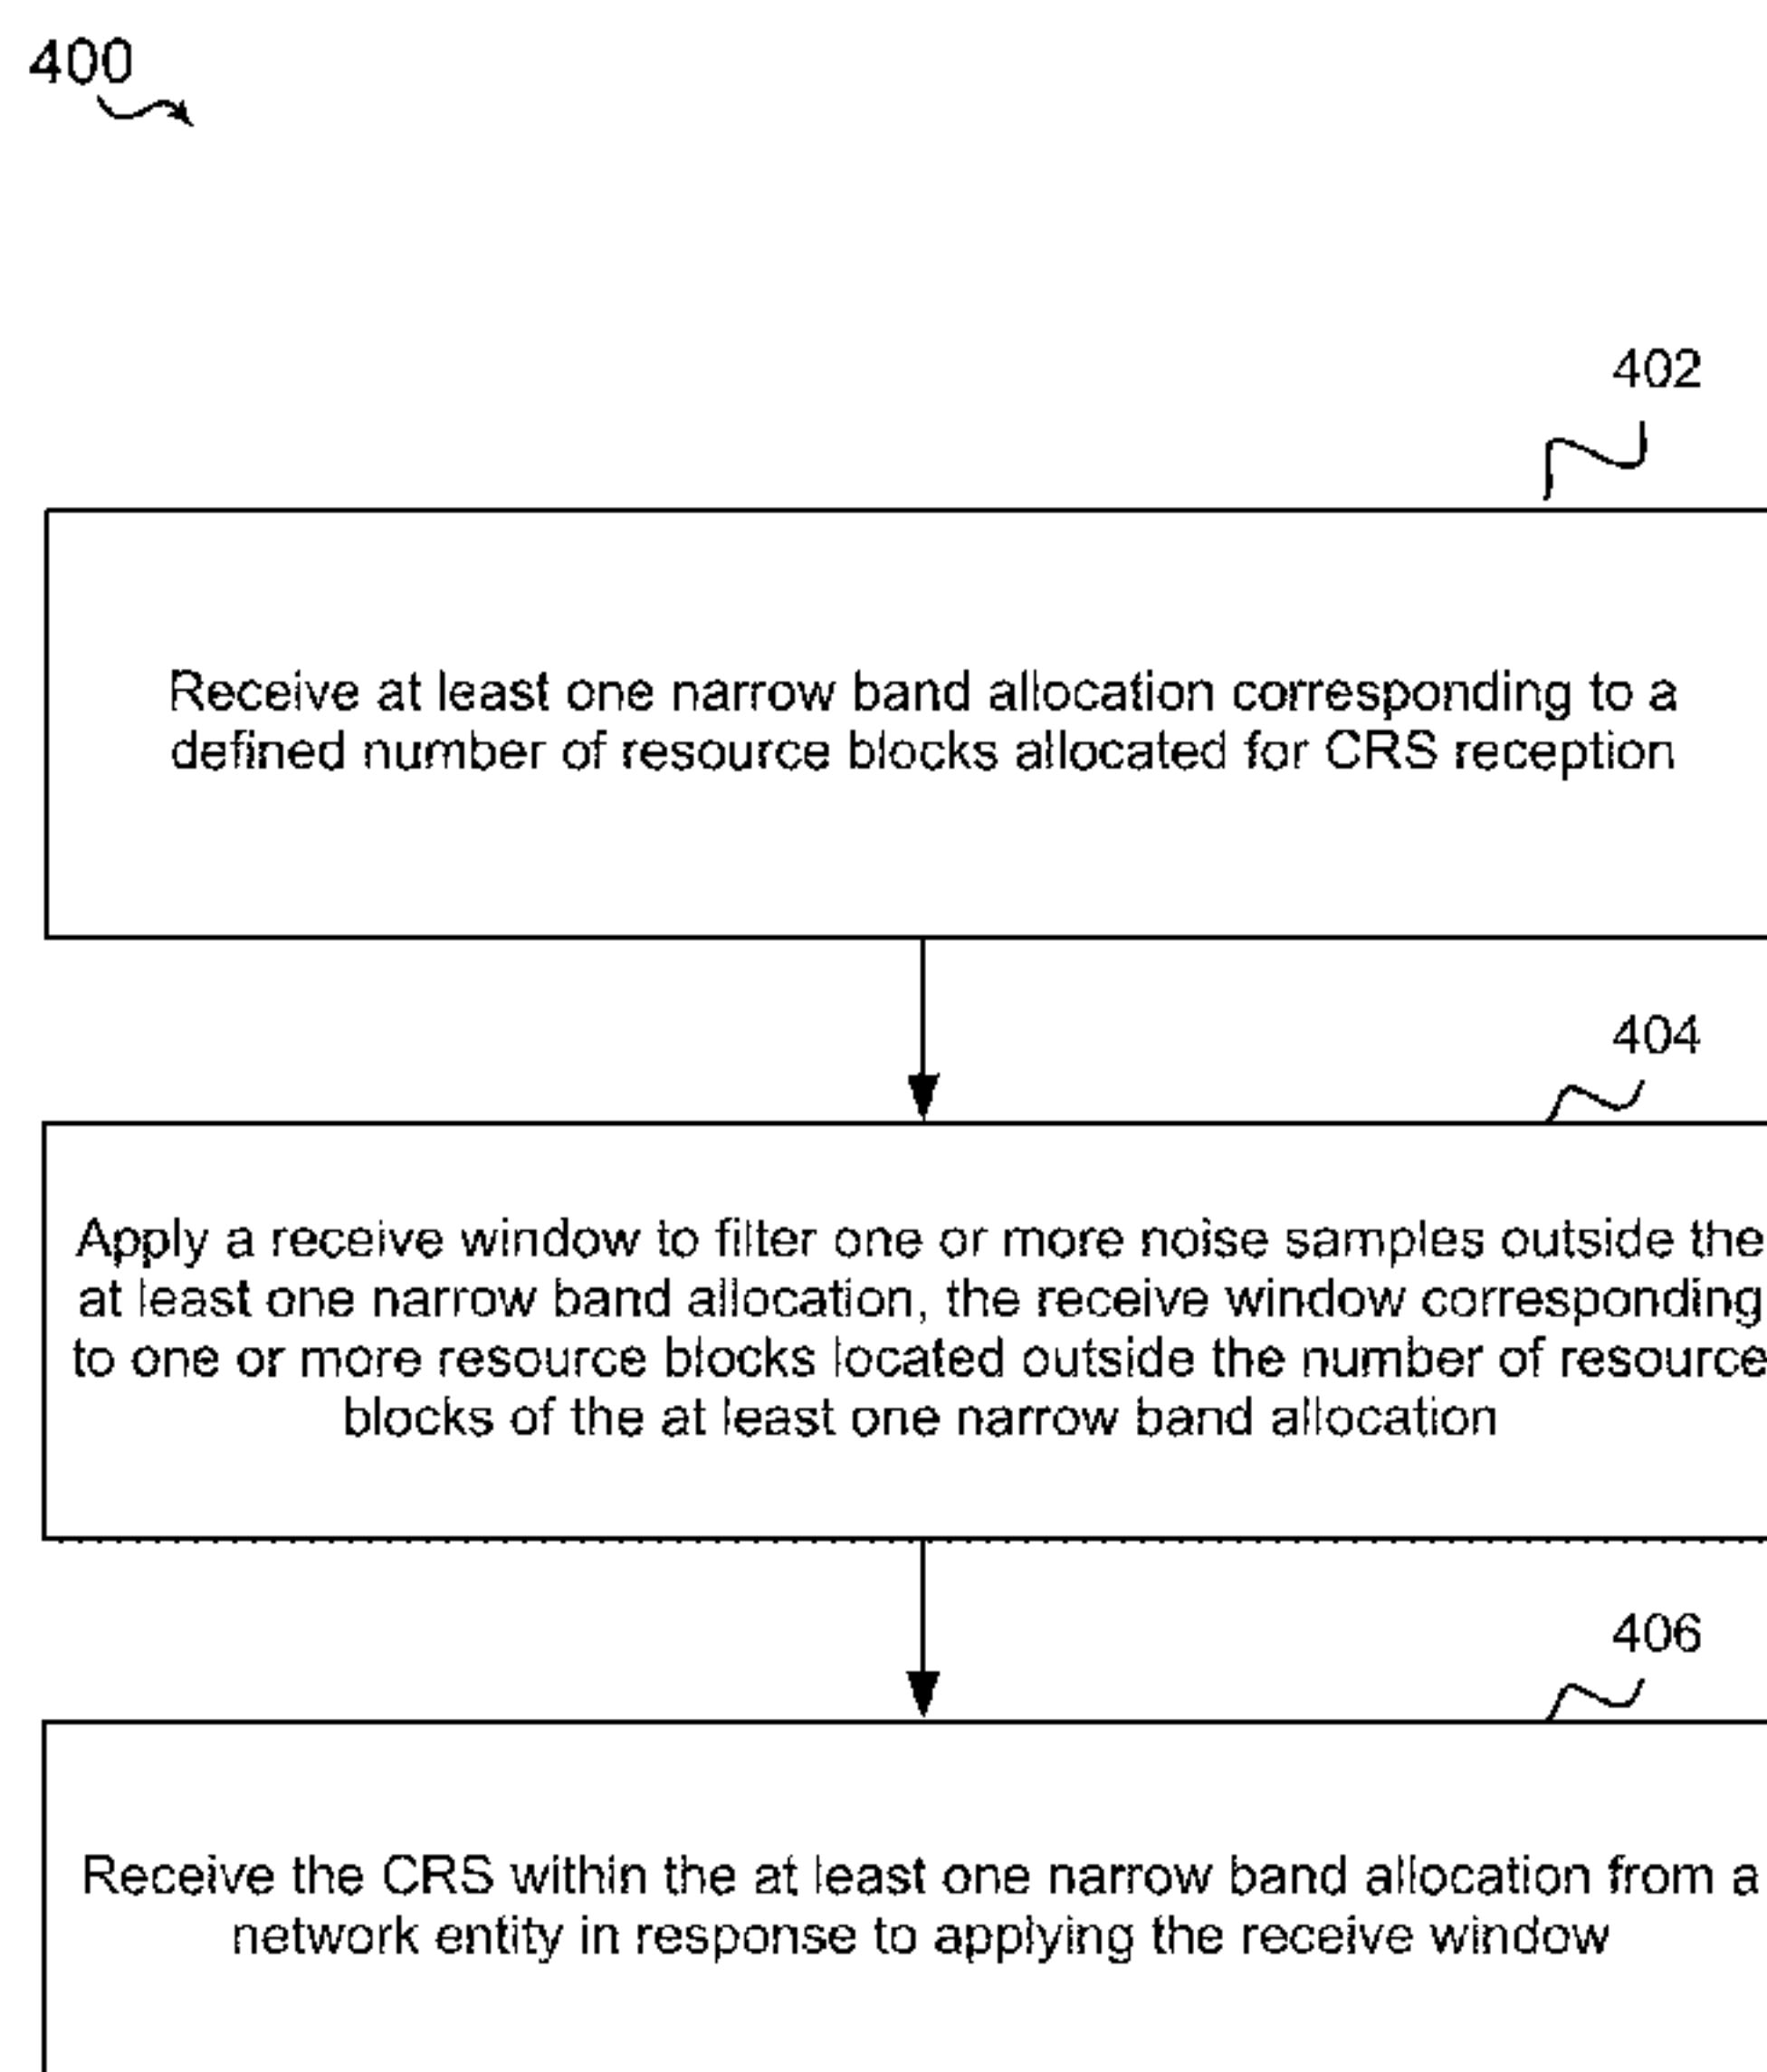 400
402
Receive at least one narrow band allocation corresponding to a
defined number of resource blocks allocated for CRS reception
404
Apply a receive window to filter one or more noise samples outside the
at least one narrow band allocation, the receive window corresponding
to one or more resource blocks located outside the number of resource
blocks of the at least one narrow band allocation
406
Receive the CRS within the at least one narrow band allocation from a
network entity in response to applying the receive window